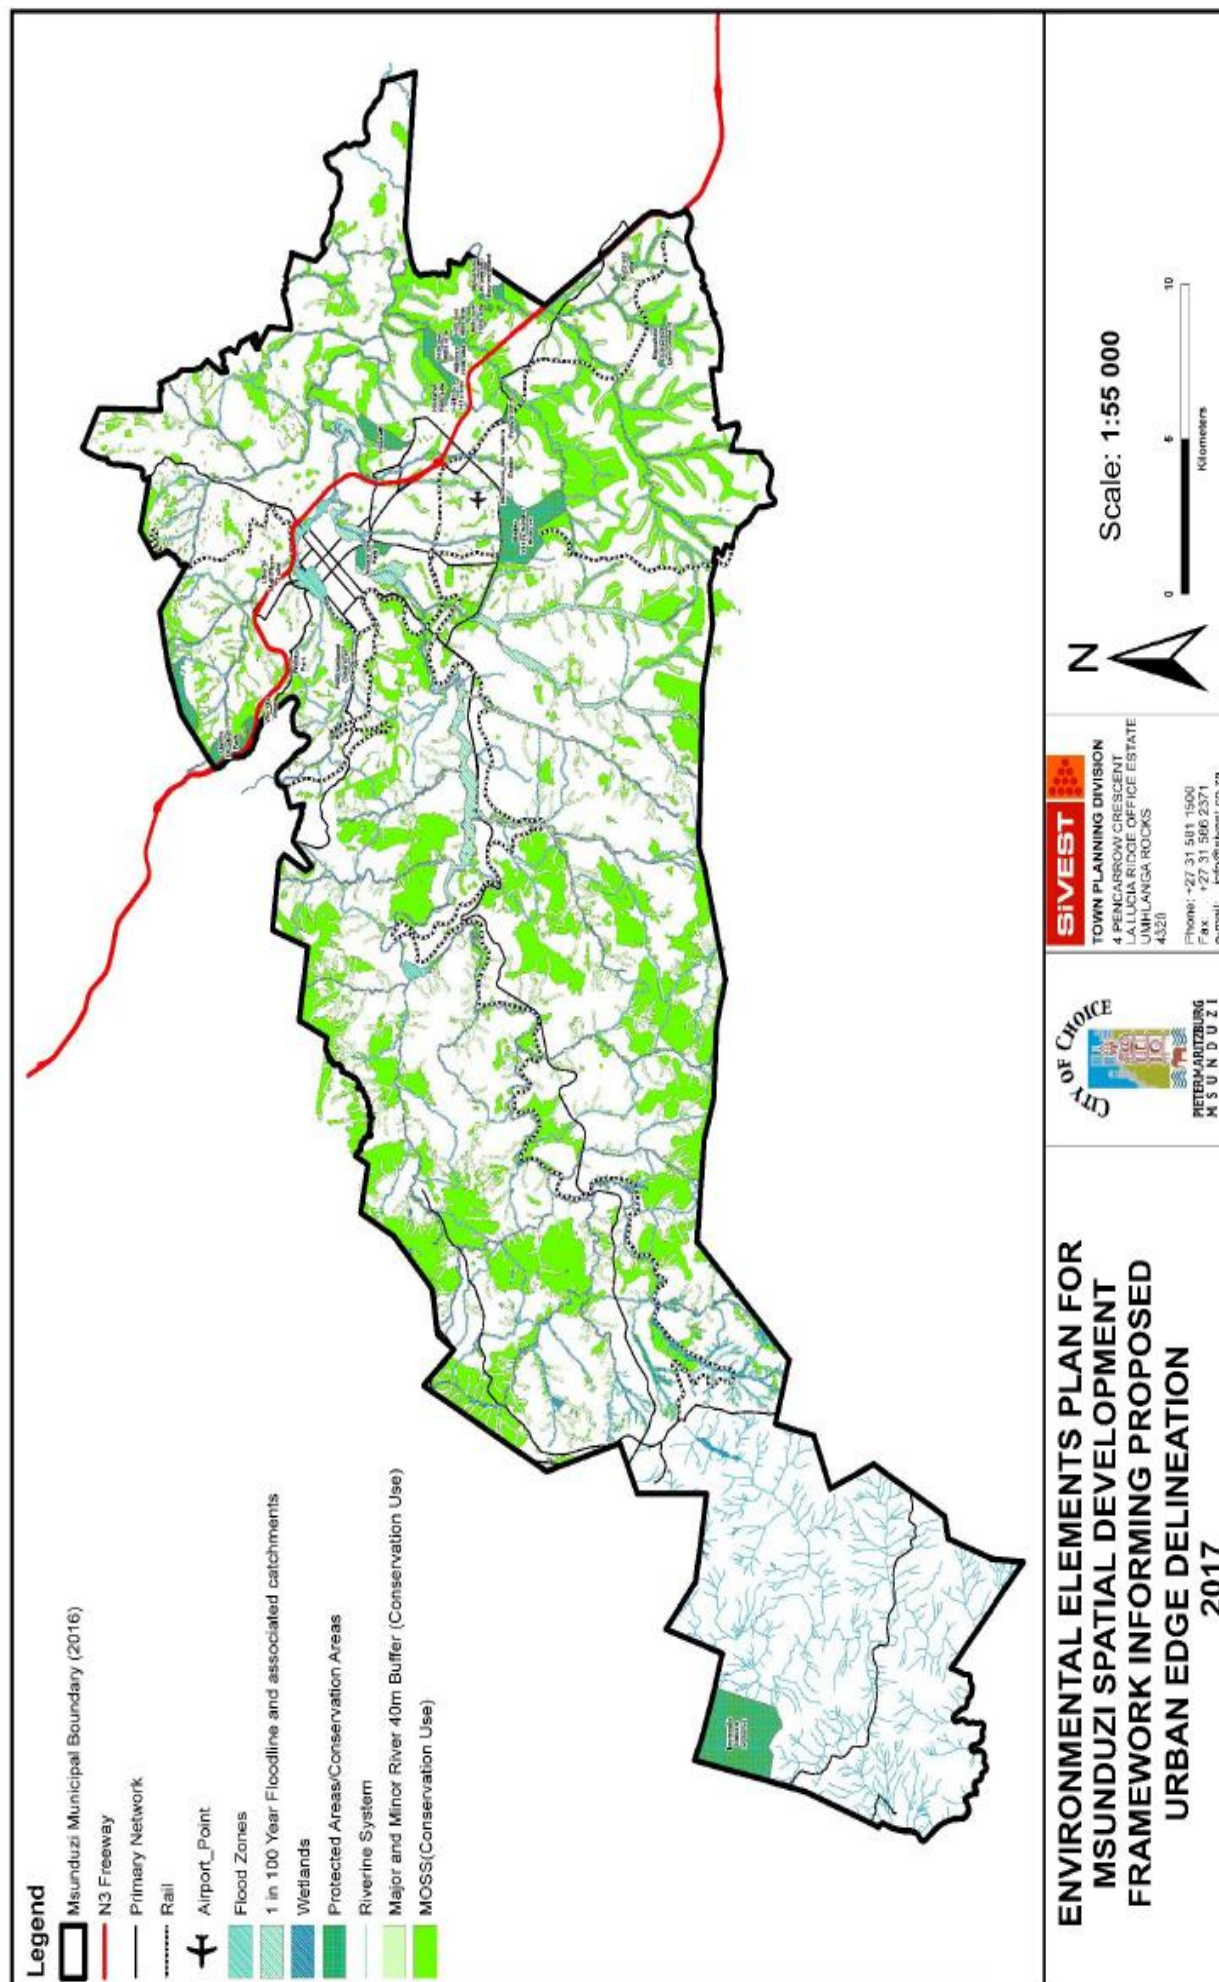 Legend
Msunduzi Municipal Boundary (2016)
N3 Freeway
Primary Network
Rail
Airport_Point
Flood Zones
1 in 100 Year Floodline and associated catchments
Wetlands
Protected Areas/Conservation Areas
Riverine System
Major and Minor River 40m Buffer (Conservation Use)
MOSS(Conservation Use)
ENVIRONMENTAL ELEMENTS PLAN FOR
MSUNDUZI SPATIAL DEVELOPMENT
FRAMEWORK INFORMING PROPOSED
URBAN EDGE DELINEATION
2017
CITY OF CHOICE
PIETERMARITZBURG
MSUNDUZI
SiVEST
TOWN PLANNING DIVISION
4 PENCARROW CRESCENT
LA LUCIA RIDGE OFFICE ESTATE
UMHLANGA ROCKS
4320
Phone: +27 31 581 1500
Fax: +27 31 566 2371
N
Scale: 1:55 000
0 5 10
Kilometers